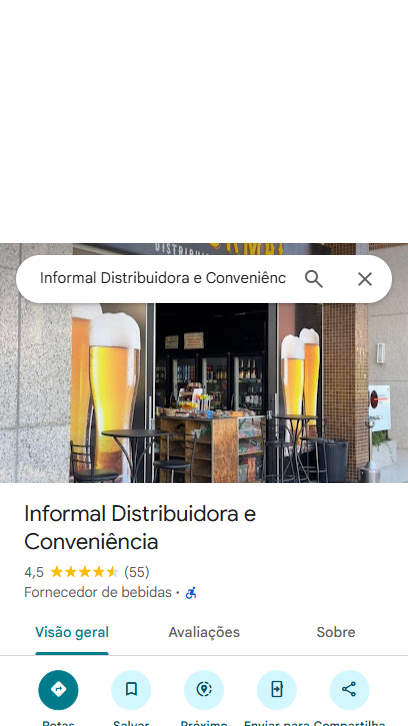 Informal Distribuidora e Conveniênc
Informal Distribuidora e
Conveniência
4,5 (55)
Fornecedor de bebidas ·
Visão geral Avaliações Sobre
Rotas Salvar Próximo Enviar para Compartilha